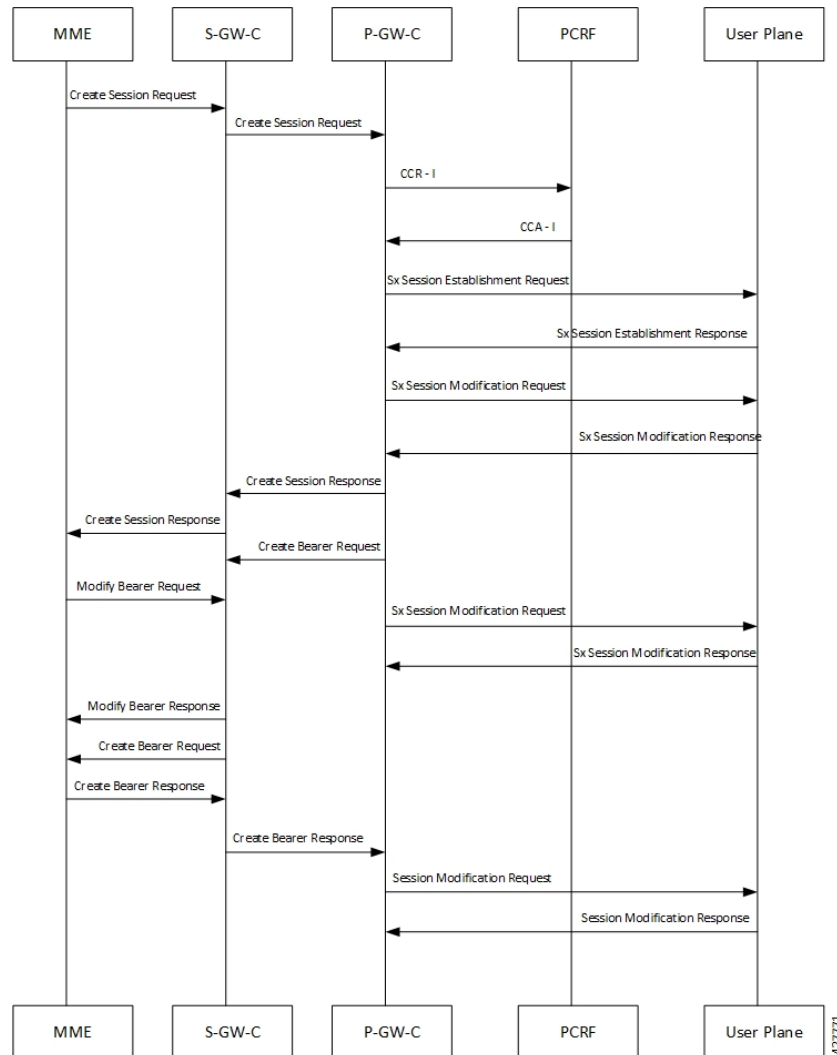 MME S-GW-C P-GW-C PCRF User Plane
Create Session Request
Create Session Request
CCR - I
CCA - I
Sx Session Establishment Request
Sx Session Establishment Response
Sx Session Modification Request
Sx Session Modification Response
Create Session Response
Create Session Response
Create Bearer Request
Modify Bearer Request
Sx Session Modification Request
Sx Session Modification Response
Modify Bearer Response
Create Bearer Request
Create Bearer Response
Create Bearer Response
Session Modification Request
Session Modification Response
MME S-GW-C P-GW-C PCRF User Plane